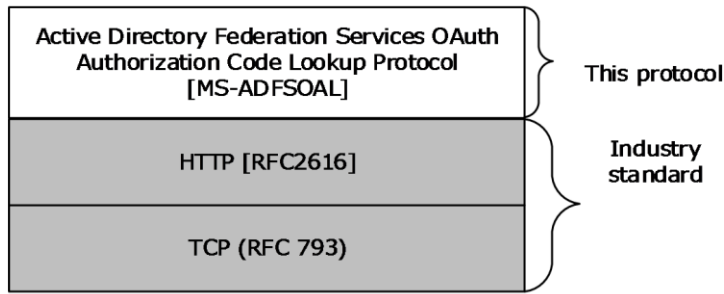 Active Directory Federation Services OAuth
Authorization Code Lookup Protocol
[MS-ADFSOAL]
This protocol
HTTP [RFC2616]
Industry
standard
TCP (RFC 793)